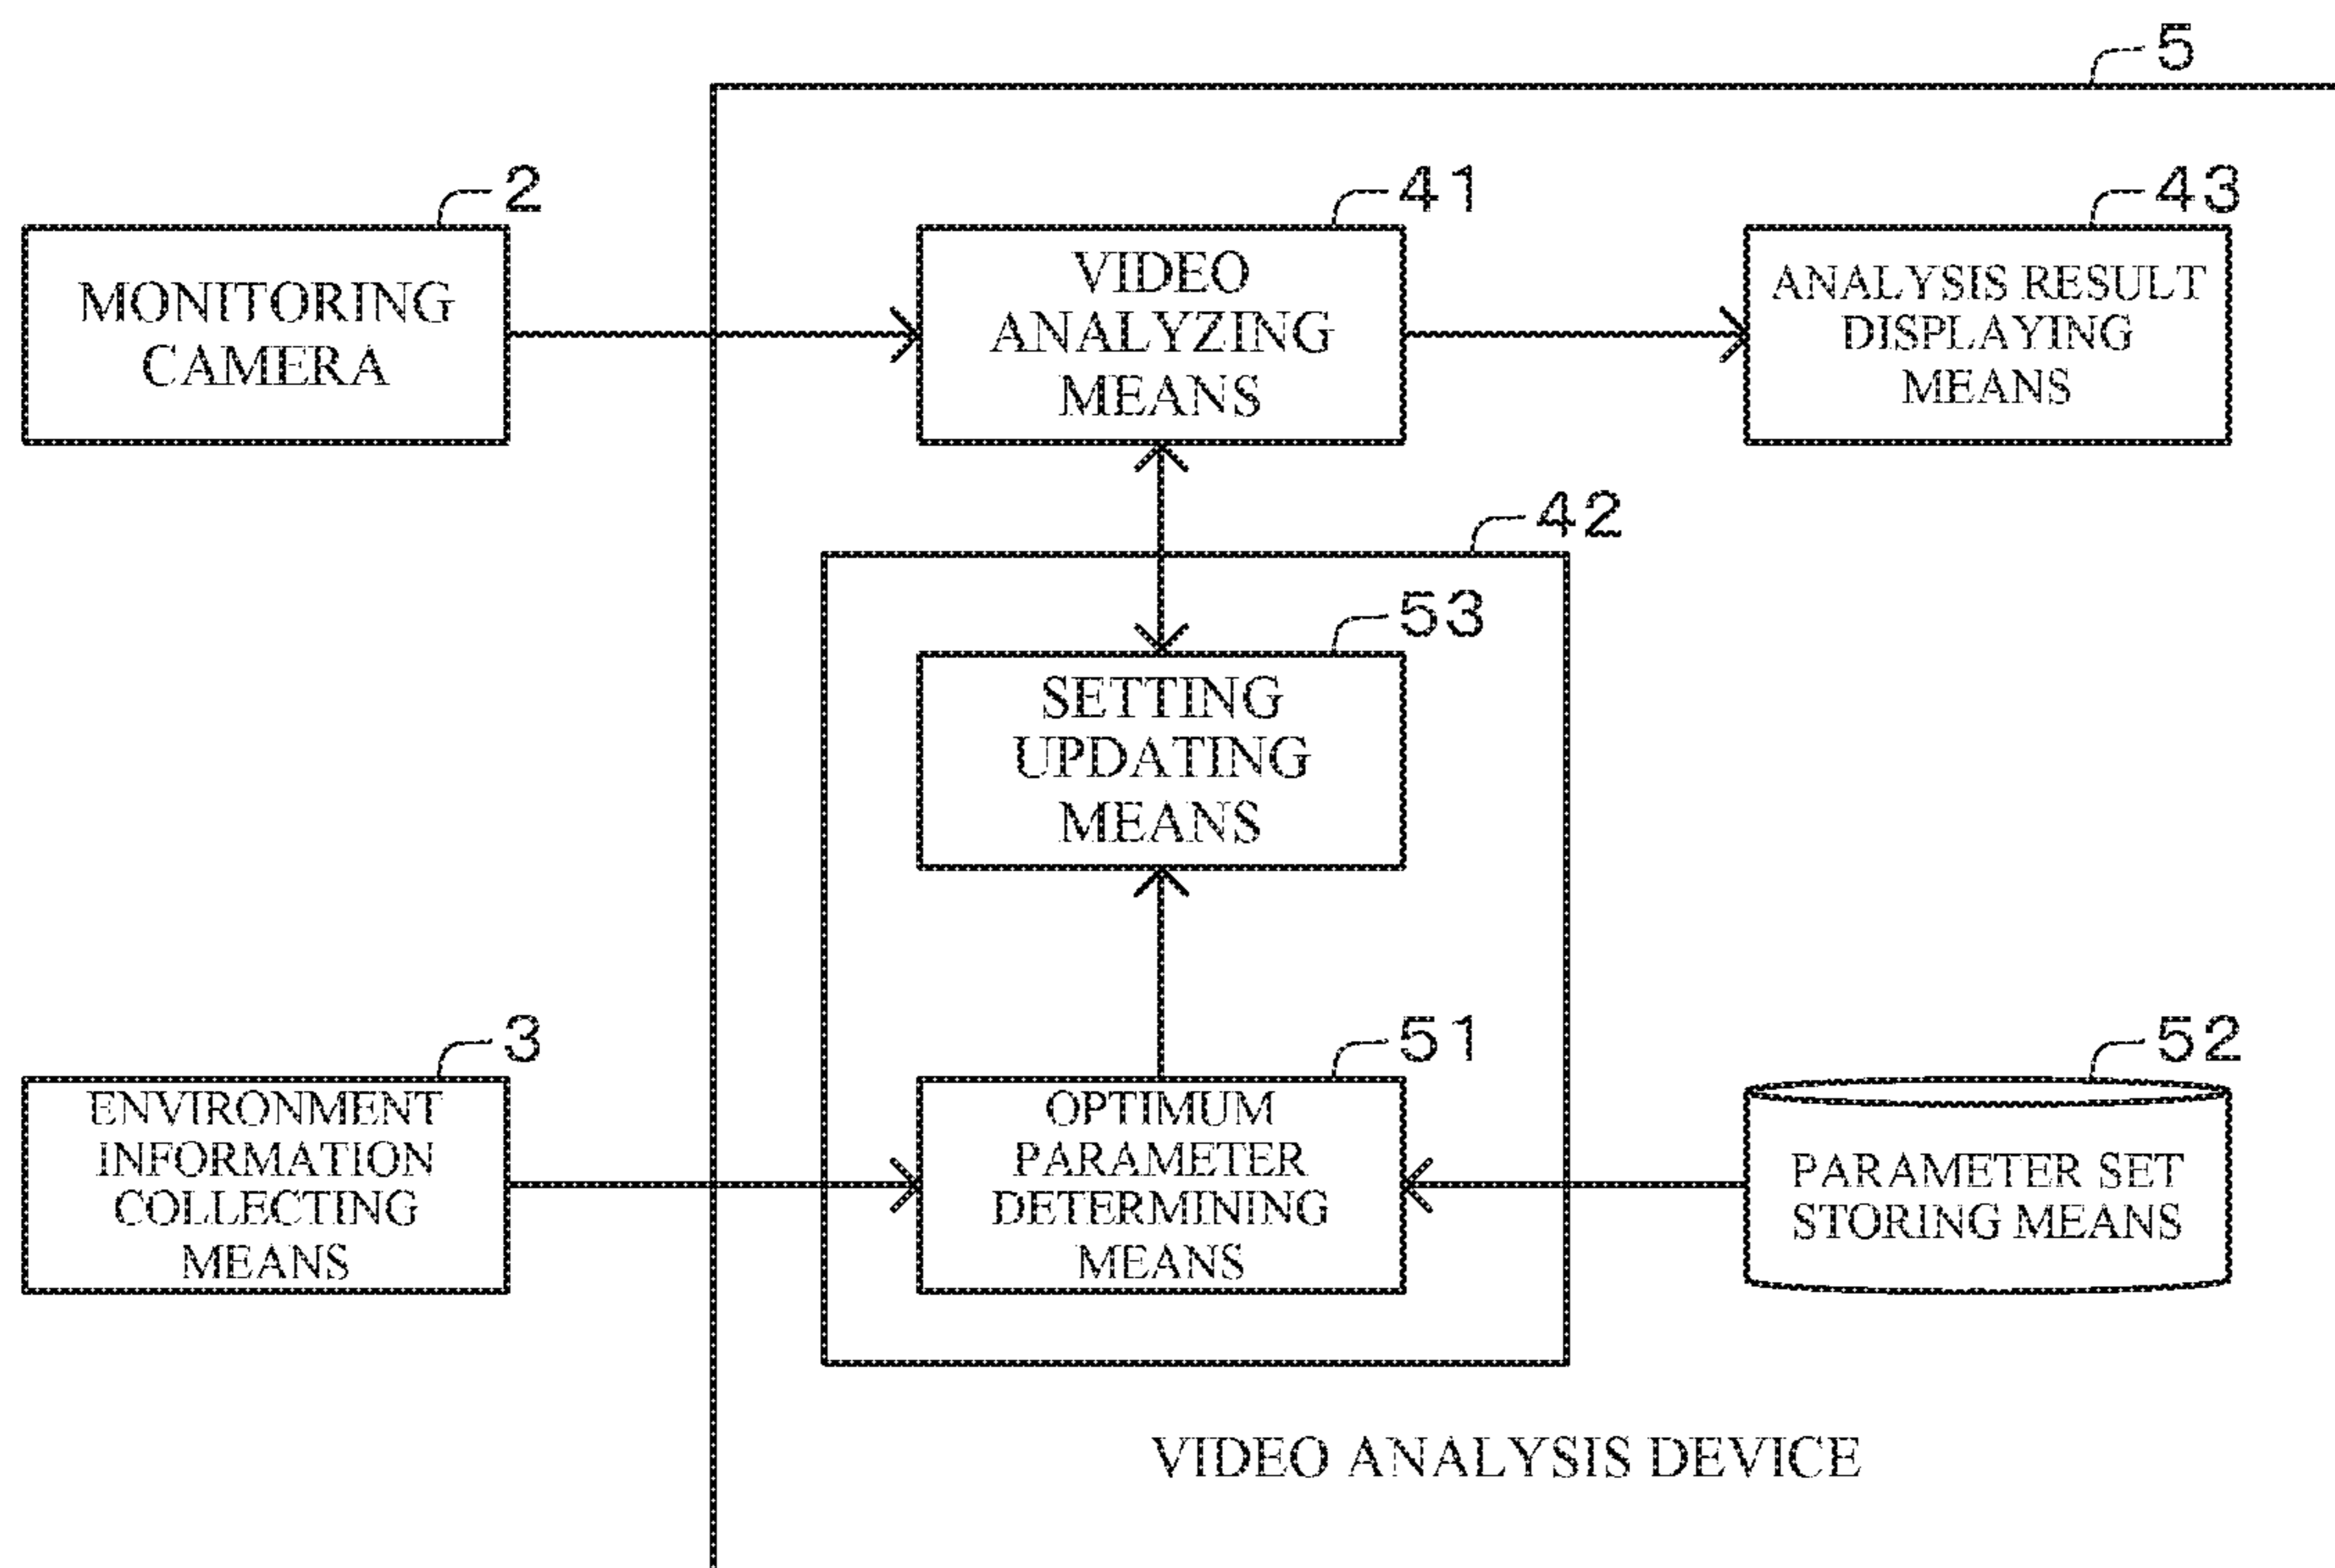 5
2
MONITORING
CAMERA
41
VIDEO
ANALYZING
MEANS
43
ANALYSIS RESULT
DISPLAYING
MEANS
42
53
SETTING
UPDATING
MEANS
3
ENVIRONMENT
INFORMATION
COLLECTING
MEANS
51
OPTIMUM
PARAMETER
DETERMINING
MEANS
52
PARAMETER SET
STORING MEANS
VIDEO ANALYSIS DEVICE